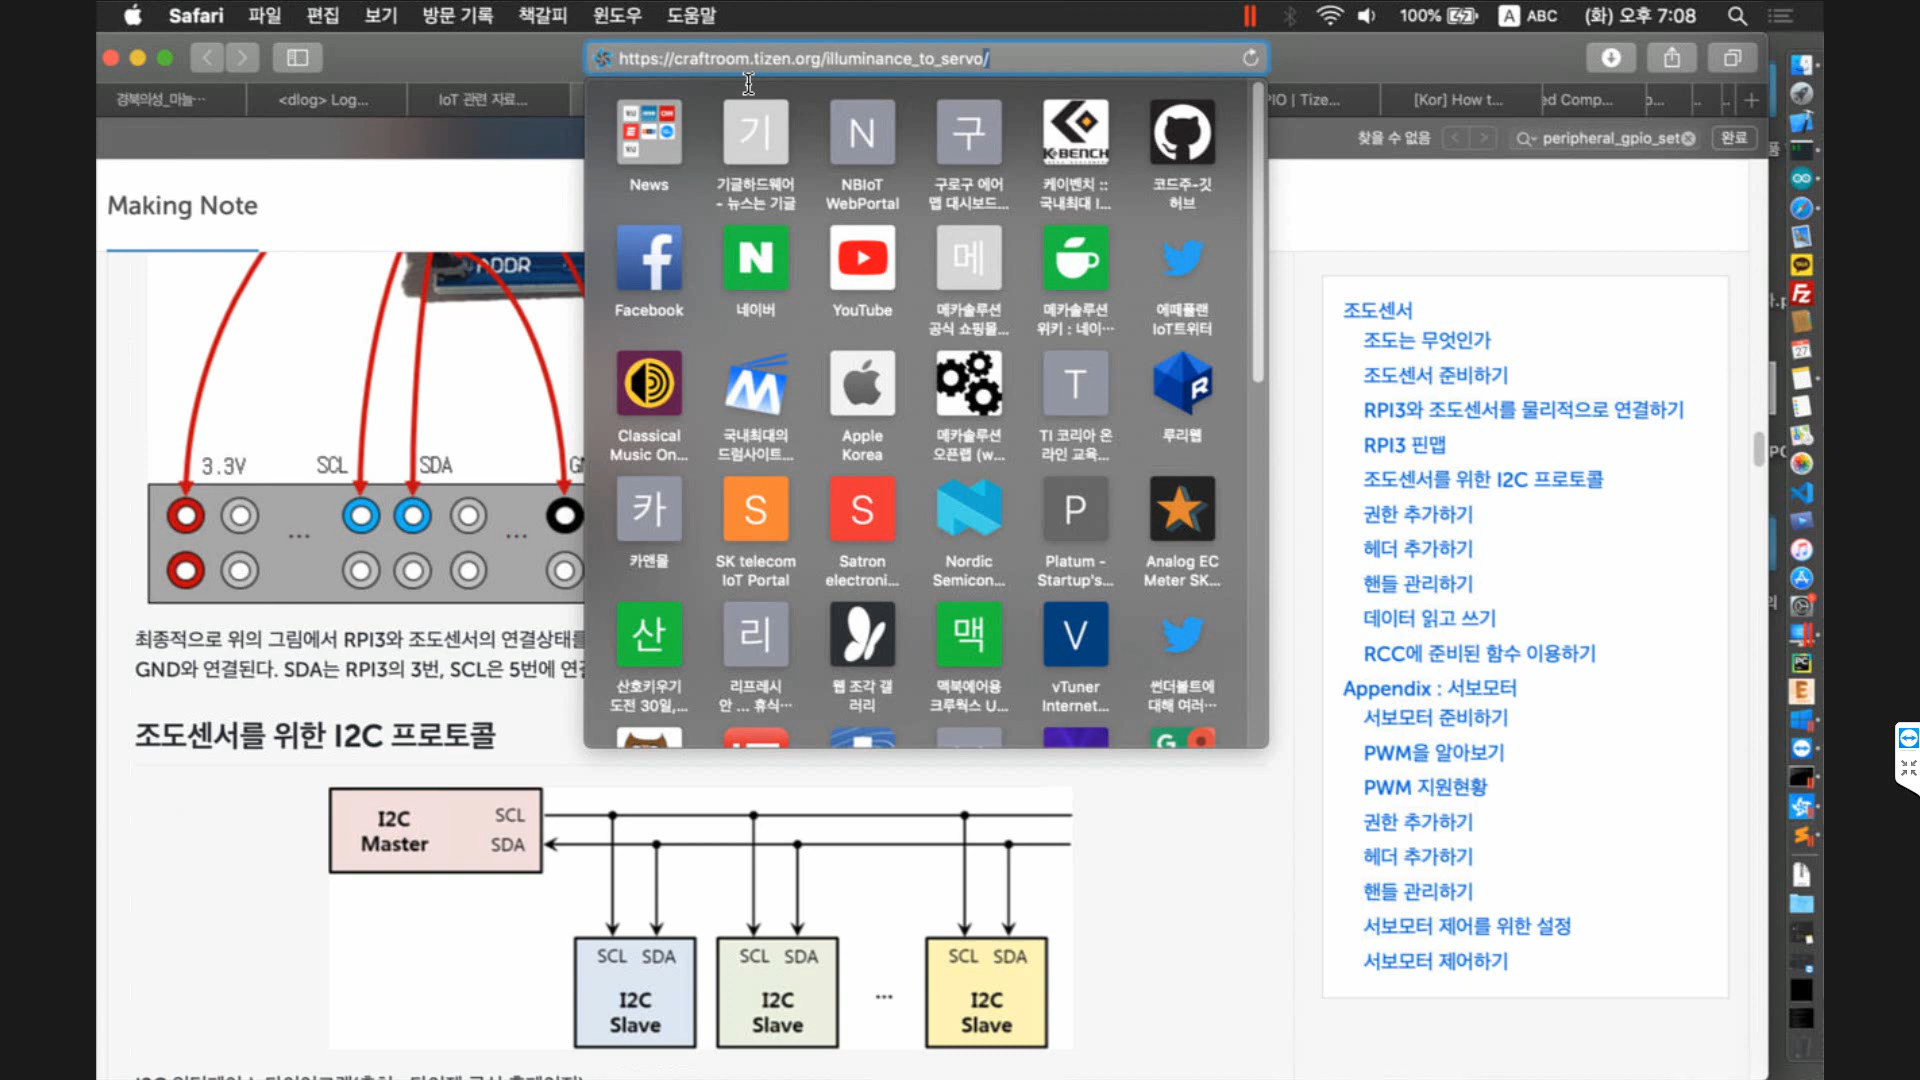 Safari 파일 편집 보기 방문 기록 책갈피 윈도우 도움말
100% A ABC (화) 오후 7:08
https://craftroom.tizen.org/illuminance_to_servo/
경북의성_마늘…
<dlog> Log...
IoT 관련 자료...
PIO | Tize...
[Kor] How t...
ed Comp...
찾을 수 없음
peripheral_gpio_set
완료
Making Note
ADDR
3.3V
SCL
SDA
...
...
최종적으로 위의 그림에서 RPI3와 조도센서의 연결상태를
GND와 연결된다. SDA는 RPI3의 3번, SCL은 5번에 연결
조도센서를 위한 I2C 프로토콜
I2C
Master
SCL
SDA
SCL SDA
I2C
Slave
SCL SDA
I2C
Slave
...
SCL SDA
I2C
Slave
News
기
기글하드웨어
- 뉴스는 기글
N
NBIoT
WebPortal
구
구로구 에어
맵 대시보드...
K·BENCH
케이벤치 ::
국내최대 I...
코드주-깃
허브
f
Facebook
N
네이버
YouTube
메
메카솔루션
공식 쇼핑몰...
메카솔루션
위키 : 네이…
에떼플랜
IoT트위터
Classical
Music On...
M
국내최대의
드럼사이트...
Apple
Korea
메카솔루션
오픈랩 (w...
T
TI 코리아 온
라인 교육...
R
루리웹
카
카앤몰
S
SK telecom
IoT Portal
S
Satron
electroni...
Nordic
Semicon...
P
Platum -
Startup's...
Analog EC
Meter SK...
산
산호키우기
도전 30일,...
리
리프레시
안 ... 휴식…
웹 조각 갤
러리
맥
맥북에어용
크루웍스 U...
V
vTuner
Internet...
썬더볼트에
대해 여러…
G
조도센서
조도는 무엇인가
조도센서 준비하기
RPI3와 조도센서를 물리적으로 연결하기
RPI3 핀맵
조도센서를 위한 I2C 프로토콜
권한 추가하기
헤더 추가하기
핸들 관리하기
데이터 읽고 쓰기
RCC에 준비된 함수 이용하기
Appendix : 서보모터
서보모터 준비하기
PWM을 알아보기
PWM 지원현황
권한 추가하기
헤더 추가하기
핸들 관리하기
서보모터 제어를 위한 설정
서보모터 제어하기